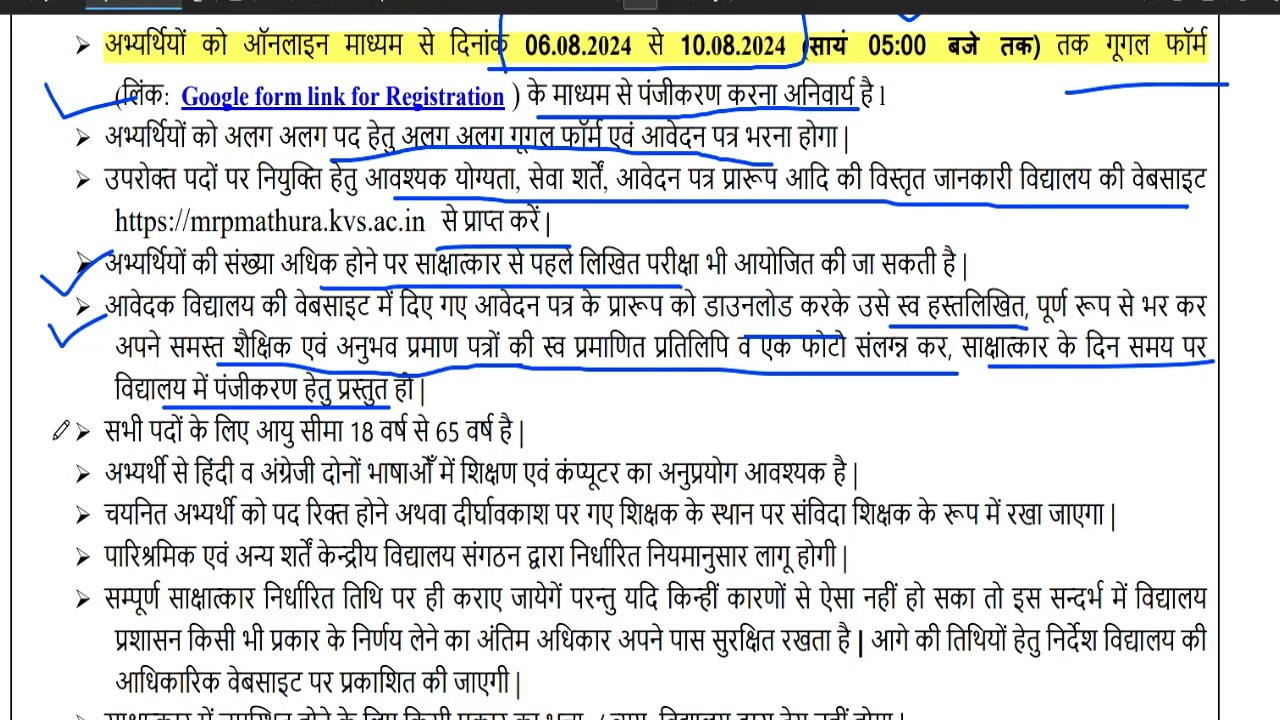 ➢ अभ्यर्थियों को ऑनलाइन माध्यम से दिनांक 06.08.2024 से 10.08.2024 (सायं 05:00 बजे तक) तक गूगल फॉर्म
(लिंक: Google form link for Registration ) के माध्यम से पंजीकरण करना अनिवार्य है l
➢ अभ्यर्थियों को अलग अलग पद हेतु अलग अलग गूगल फॉर्म एवं आवेदन पत्र भरना होगा |
➢ उपरोक्त पदों पर नियुक्ति हेतु आवश्यक योग्यता, सेवा शर्तें, आवेदन पत्र प्रारूप आदि की विस्तृत जानकारी विद्यालय की वेबसाइट
https://mrpmathura.kvs.ac.in से प्राप्त करें |
➢ अभ्यर्थियों की संख्या अधिक होने पर साक्षात्कार से पहले लिखित परीक्षा भी आयोजित की जा सकती है |
➢ आवेदक विद्यालय की वेबसाइट में दिए गए आवेदन पत्र के प्रारूप को डाउनलोड करके उसे स्व हस्तलिखित, पूर्ण रूप से भर कर
अपने समस्त शैक्षिक एवं अनुभव प्रमाण पत्रों की स्व प्रमाणित प्रतिलिपि व एक फोटो संलग्न कर, साक्षात्कार के दिन समय पर
विद्यालय में पंजीकरण हेतु प्रस्तुत हों |
➢ सभी पदों के लिए आयु सीमा 18 वर्ष से 65 वर्ष है |
➢ अभ्यर्थी से हिंदी व अंग्रेजी दोनों भाषाओँ में शिक्षण एवं कंप्यूटर का अनुप्रयोग आवश्यक है |
➢ चयनित अभ्यर्थी को पद रिक्त होने अथवा दीर्घावकाश पर गए शिक्षक के स्थान पर संविदा शिक्षक के रूप में रखा जाएगा |
➢ पारिश्रमिक एवं अन्य शर्तें केन्द्रीय विद्यालय संगठन द्वारा निर्धारित नियमानुसार लागू होगी |
➢ सम्पूर्ण साक्षात्कार निर्धारित तिथि पर ही कराए जायेगें परन्तु यदि किन्हीं कारणों से ऐसा नहीं हो सका तो इस सन्दर्भ में विद्यालय
प्रशासन किसी भी प्रकार के निर्णय लेने का अंतिम अधिकार अपने पास सुरक्षित रखता है | आगे की तिथियों हेतु निर्देश विद्यालय की
आधिकारिक वेबसाइट पर प्रकाशित की जाएगी |